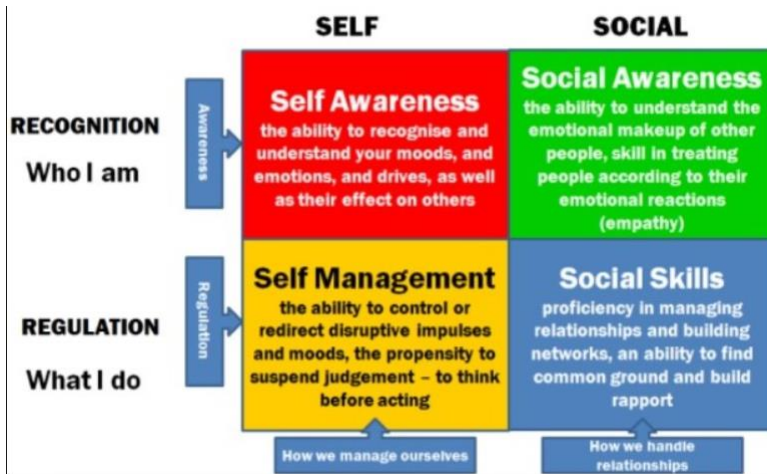 SELF
SOCIAL
RECOGNITION
Who I am
Awareness
Self Awareness
the ability to recognise and
understand your moods, and
emotions, and drives, as well
as their effect on others
Social Awareness
the ability to understand the
emotional makeup of other
people, skill in treating
people according to their
emotional reactions
(empathy)
REGULATION
What I do
Regulation
Self Management
the ability to control or
redirect disruptive impulses
and moods, the propensity to
suspend judgement – to think
before acting
Social Skills
proficiency in managing
relationships and building
networks, an ability to find
common ground and build
rapport
How we manage ourselves
How we handle
relationships